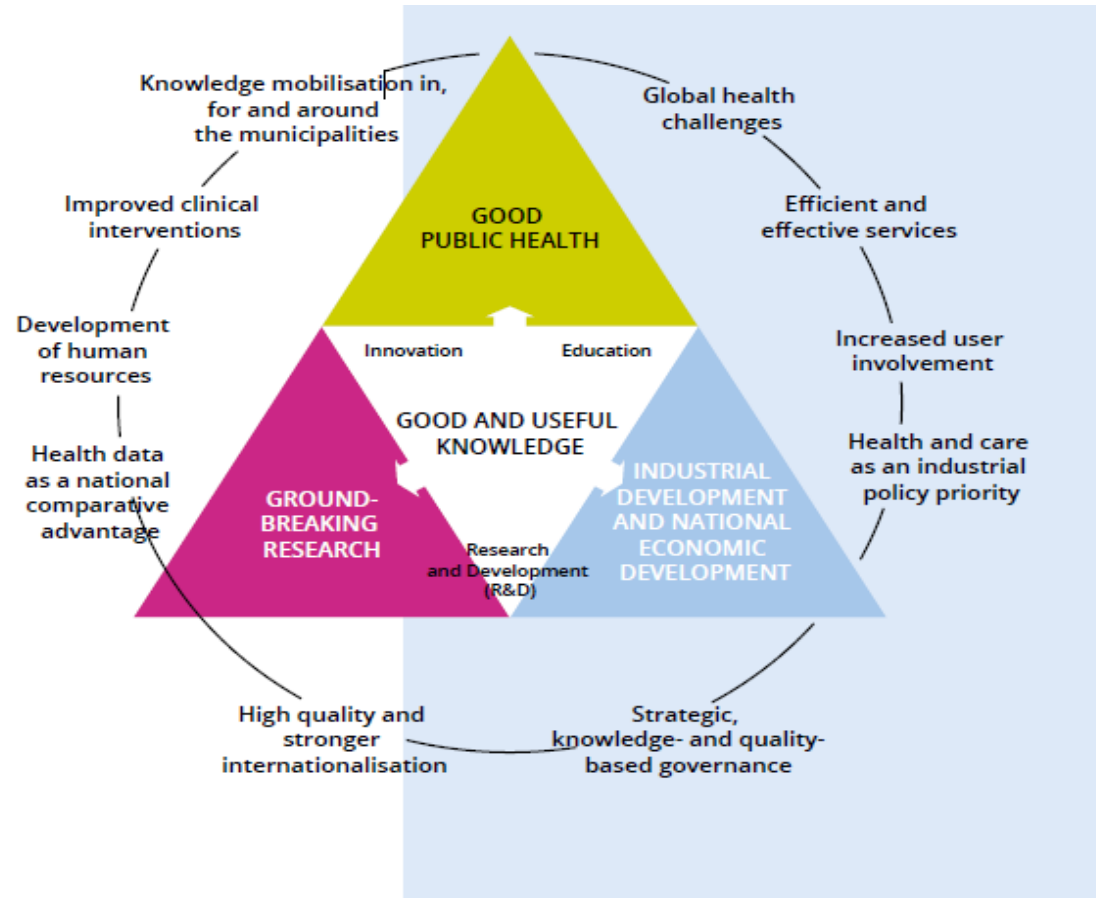 Knowledge mobilisation in,
for and around
the municipalities
Global health
challenges
Improved clinical
interventions
GOOD
PUBLIC HEALTH
Efficient and
effective services
Development
of human
resources
Innovation
Education
Increased user
involvement
GOOD AND USEFUL
KNOWLEDGE
Health data
as a national
comparative
advantage
GROUND-
BREAKING
RESEARCH
INDUSTRIAL
DEVELOPMENT
AND NATIONAL
ECONOMIC
DEVELOPMENT
Health and care
as an industrial
policy priority
Research
and Development
(R&D)
High quality and
stronger
internationalisation
Strategic,
knowledge- and quality-
based governance